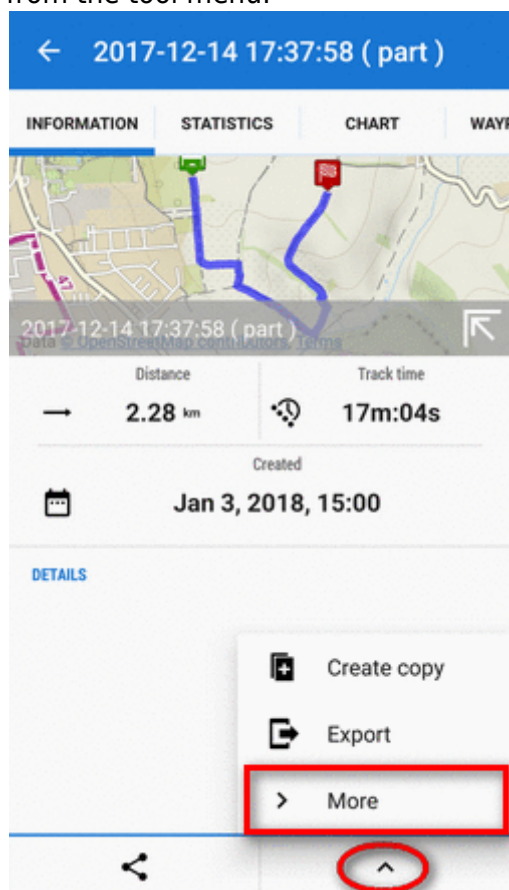 from the tool menu.
2017-12-14 17:37:58 ( part )
INFORMATION STATISTICS CHART WAYP
47
2017-12-14 17:37:58 ( part )
Data © OpenStreetMap contributors, Terms
Distance Track time
2.28 km 17m:04s
Created
Jan 3, 2018, 15:00
DETAILS
Create copy
Export
More